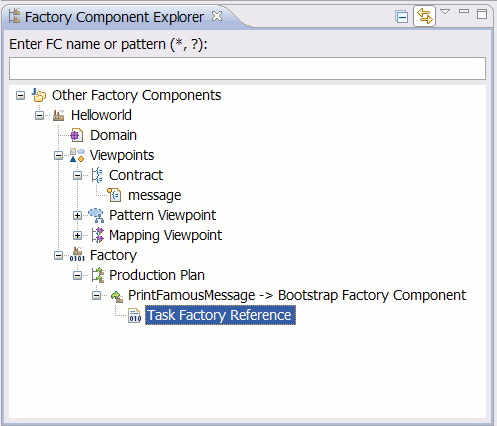 Factory Component Explorer
Enter FC name or pattern (*, ?):
Other Factory Components
Helloworld
Domain
Viewpoints
Contract
message
Pattern Viewpoint
Mapping Viewpoint
Factory
Production Plan
PrintFamousMessage -> Bootstrap Factory Component
Task Factory Reference